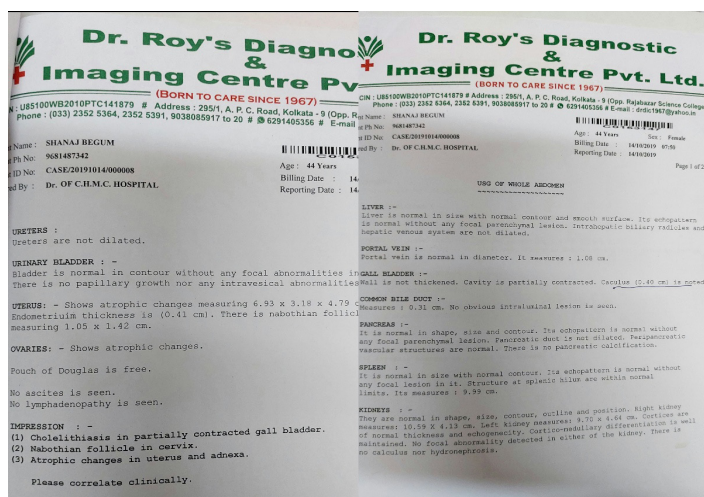 Dr. Roy's Diagno
&
Imaging Centre Pv
(BORN TO CARE SINCE 1967)
N : U85100WB2010PTC141879 # Address : 295/1, A. P. C. Road, Kolkata - 9 (Opp. R
Phone : (033) 2352 5364, 2352 5391, 9038085917 to 20 # 6291405356 # E-mail
nt Name : SHANAJ BEGUM
nt Ph No: 9681487342
nt ID No: CASE/20191014/000008
red By : Dr. OF C.H.M.C. HOSPITAL
Age : 44 Years
Billing Date : 14
Reporting Date : 14
URETERS :
Ureters are not dilated.
URINARY BLADDER : -
Bladder is normal in contour without any focal abnormalities in
There is no papillary growth nor any intravesical abnormalities
UTERUS: - Shows atrophic changes measuring 6.93 x 3.18 x 4.79 c
Endometriuim thickness is (0.41 cm). There is nabothian follicl
measuring 1.05 x 1.42 cm.
OVARIES: - Shows atrophic changes.
Pouch of Douglas is free.
No ascites is seen.
No lymphadenopathy is seen.
IMPRESSION : -
(1) Cholelithiasis in partially contracted gall bladder.
(2) Nabothian follicle in cervix.
(3) Atrophic changes in uterus and adnexa.
Please correlate clinically.
Dr. Roy's Diagnostic
&
Imaging Centre Pvt. Ltd.
(BORN TO CARE SINCE 1967)
CIN : U85100WB2010PTC141879 # Address : 295/1, A. P. C. Road, Kolkata - 9 (Opp. Rajabazar Science College
Phone : (033) 2352 5364, 2352 5391, 9038085917 to 20 # 6291405356 # E-mail : drdic1967@yahoo.in
nt Name : SHANAJ BEGUM
nt Ph No: 9681487342
nt ID No: CASE/20191014/000008
red By : Dr. OF C.H.M.C. HOSPITAL
Age : 44 Years Sex : Female
Billing Date : 14/10/2019 07:50
Reporting Date : 14/10/2019
Page 1 of 2
USG OF WHOLE ABDOMEN
LIVER :-
Liver is normal in size with normal contour and smooth surface. Its echopattern
is normal without any focal parenchymal lesion. Intrahepatic biliary radicles and
hepatic venous system are not dilated.
PORTAL VEIN :-
Portal vein is normal in diameter. It measures : 1.08 cm.
GALL BLADDER :-
Wall is not thickened. Cavity is partially contracted. Caculus (0.40 cm) is noted
COMMON BILE DUCT :-
Measures : 0.31 cm. No obvious intraluminal lesion is seen.
PANCREAS :-
It is normal in shape, size and contour. Its echopattern is normal without
any focal parenchymal lesion. Pancreatic duct is not dilated. Peripancreatic
vascular structures are normal. There is no pancreatic calcification.
SPLEEN : -
It is normal in size with normal contour. Its echopattern is normal without
any focal lesion in it. Structure at splenic hilum are within normal
limits. Its measures : 9.99 cm.
KIDNEYS : -
They are normal in shape, size, contour, outline and position. Right kidney
measures: 10.59 X 4.13 cm. Left kidney measures: 9.70 x 4.64 cm. Cortices are
of normal thickness and echogenecity. Cortico-medullary differentiation is well
maintained. No focal abnormality detected in either of the kidney. There is
no calculus nor hydronephrosis.